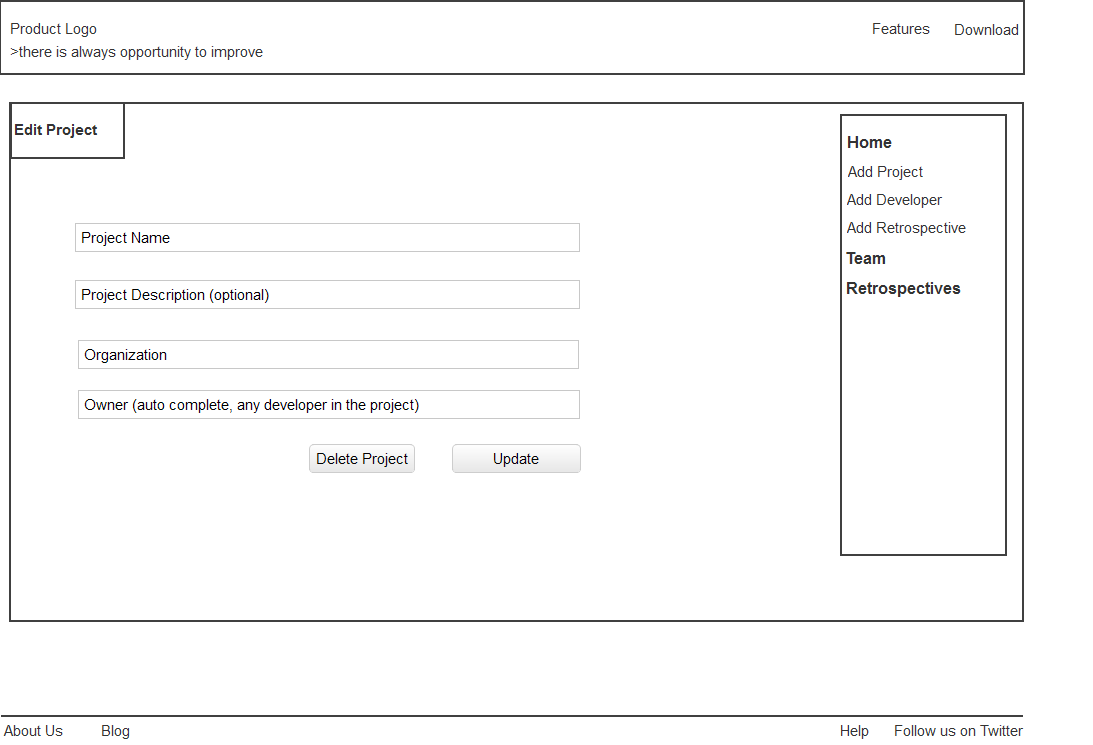 Product Logo
>there is always opportunity to improve
Features
Download
Edit Project
Project Name
Project Description (optional)
Organization
Owner (auto complete, any developer in the project)
Delete Project
Update
Home
Add Project
Add Developer
Add Retrospective
Team
Retrospectives
About Us
Blog
Help
Follow us on Twitter